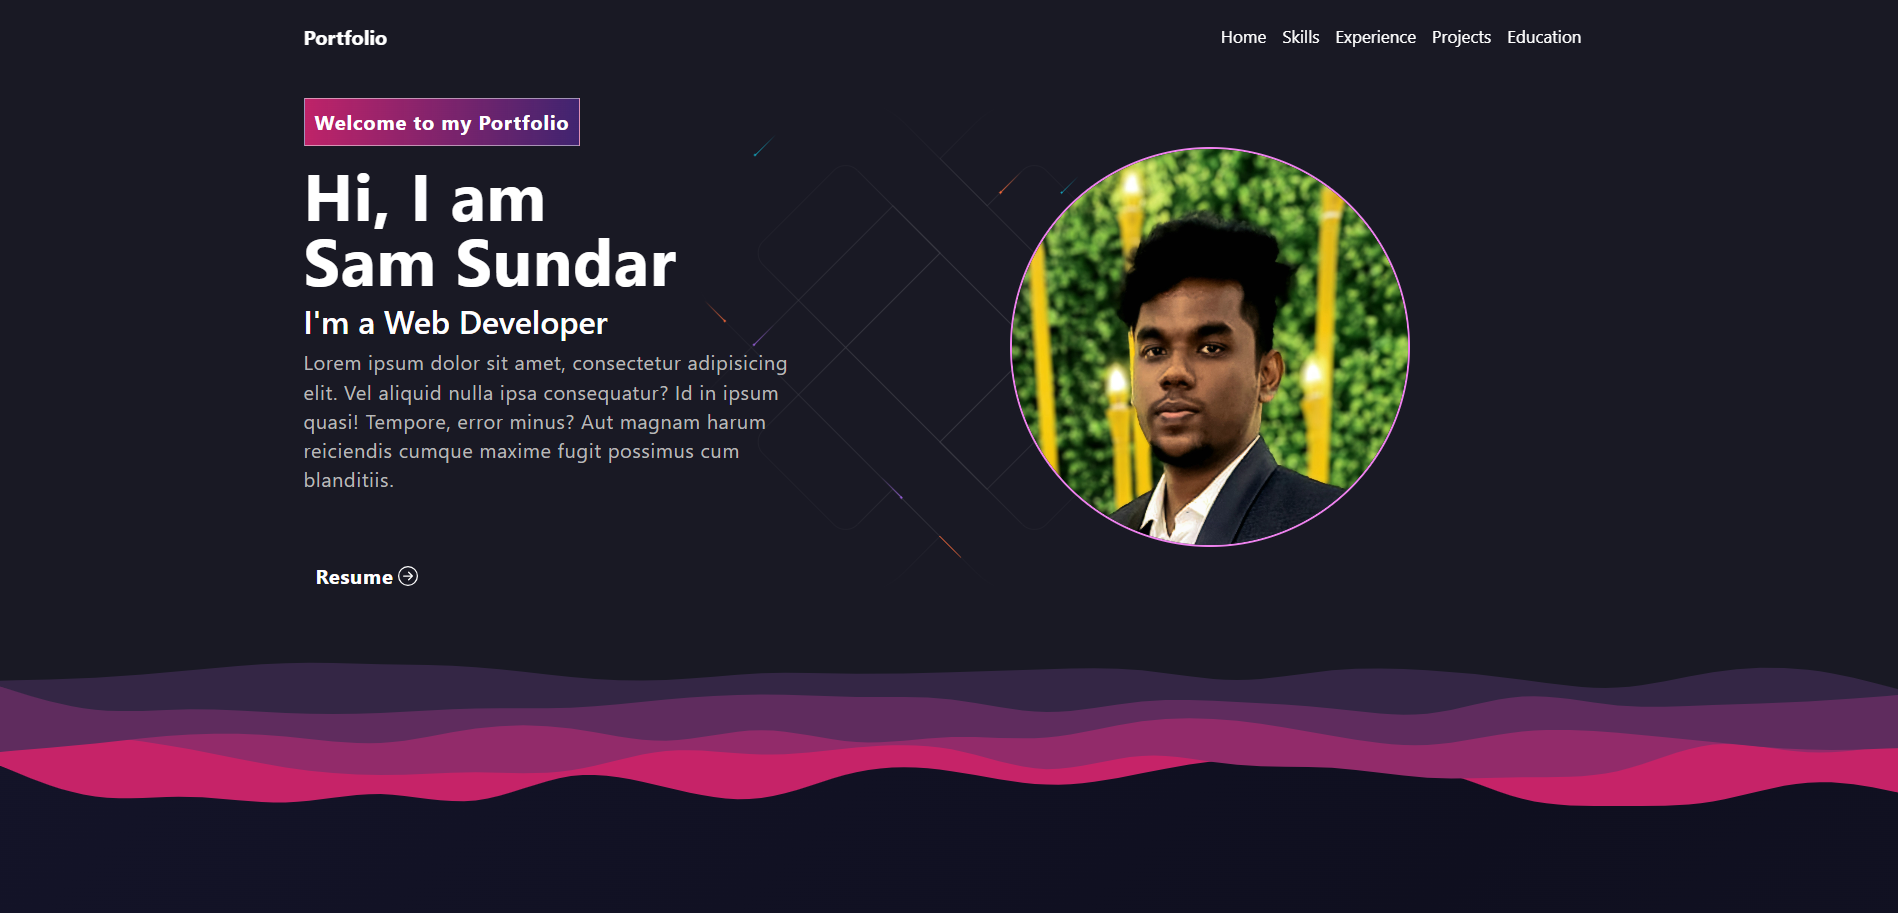 Portfolio
Home Skills Experience Projects Education
Welcome to my Portfolio
Hi, I am
Sam Sundar
I'm a Web Developer
Lorem ipsum dolor sit amet, consectetur adipisicing
elit. Vel aliquid nulla ipsa consequatur? Id in ipsum
quasi! Tempore, error minus? Aut magnam harum
reiciendis cumque maxime fugit possimus cum
blanditiis.
Resume